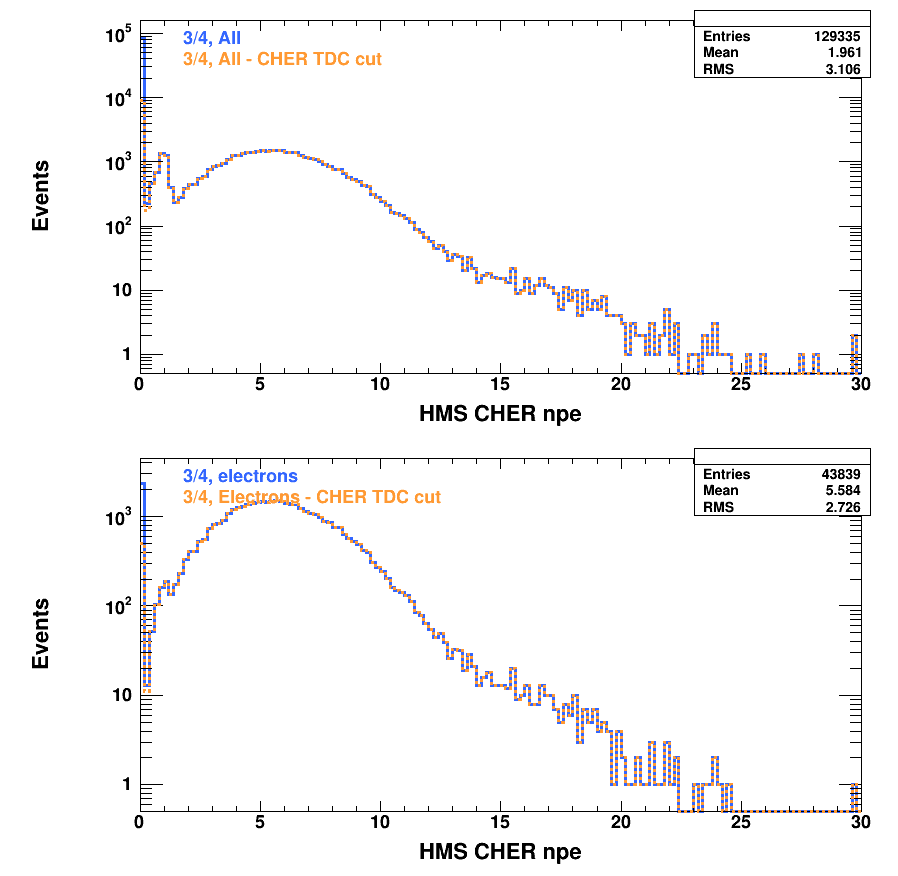 3/4, All
3/4, All - CHER TDC cut
Entries 129335
Mean 1.961
RMS 3.106
10^5
10^4
10^3
10^2
10
1
Events
0 5 10 15 20 25 30
HMS CHER npe
3/4, electrons
3/4, Electrons - CHER TDC cut
Entries 43839
Mean 5.584
RMS 2.726
10^3
10^2
10
1
Events
0 5 10 15 20 25 30
HMS CHER npe